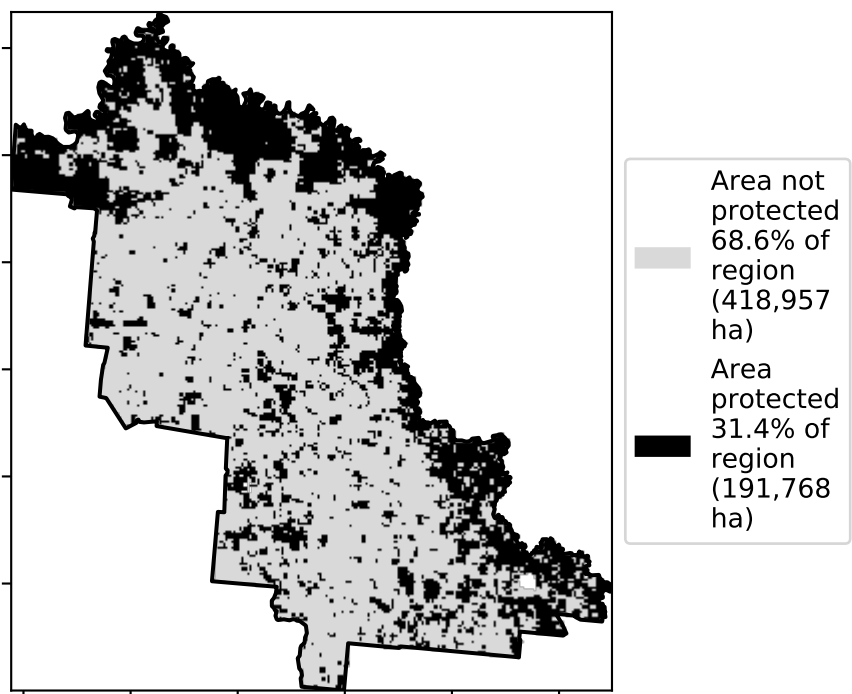 Area not
protected
68.6% of
region
(418,957
ha)
Area
protected
31.4% of
region
(191,768
ha)